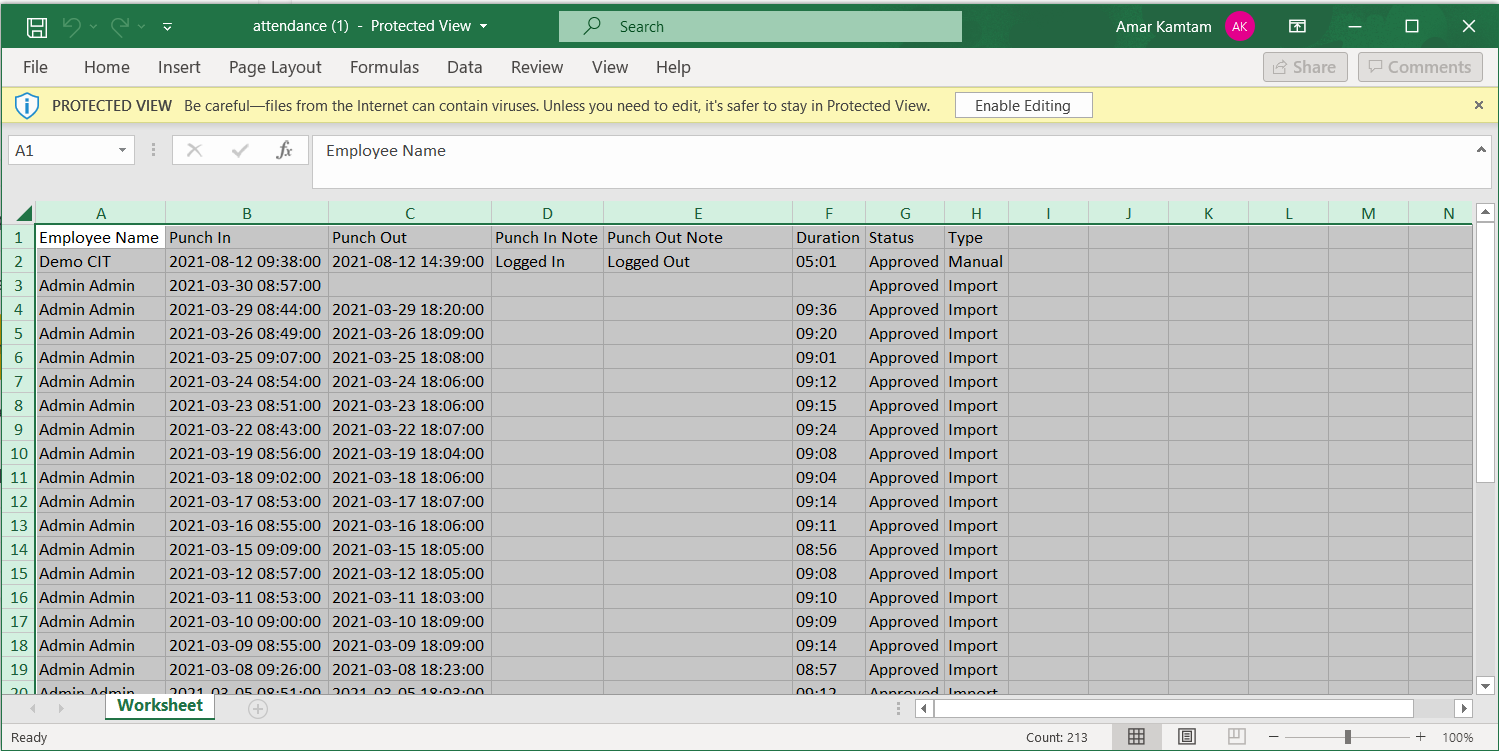 attendance (1) - Protected View
Search
Amar Kamtam AK
File Home Insert Page Layout Formulas Data Review View Help Share Comments
PROTECTED VIEW Be careful—files from the Internet can contain viruses. Unless you need to edit, it's safer to stay in Protected View. Enable Editing
A1 fx Employee Name
A B C D E F G H I J K L M N
1 Employee Name Punch In Punch Out Punch In Note Punch Out Note Duration Status Type
2 Demo CIT 2021-08-12 09:38:00 2021-08-12 14:39:00 Logged In Logged Out 05:01 Approved Manual
3 Admin Admin 2021-03-30 08:57:00 Approved Import
4 Admin Admin 2021-03-29 08:44:00 2021-03-29 18:20:00 09:36 Approved Import
5 Admin Admin 2021-03-26 08:49:00 2021-03-26 18:09:00 09:20 Approved Import
6 Admin Admin 2021-03-25 09:07:00 2021-03-25 18:08:00 09:01 Approved Import
7 Admin Admin 2021-03-24 08:54:00 2021-03-24 18:06:00 09:12 Approved Import
8 Admin Admin 2021-03-23 08:51:00 2021-03-23 18:06:00 09:15 Approved Import
9 Admin Admin 2021-03-22 08:43:00 2021-03-22 18:07:00 09:24 Approved Import
10 Admin Admin 2021-03-19 08:56:00 2021-03-19 18:04:00 09:08 Approved Import
11 Admin Admin 2021-03-18 09:02:00 2021-03-18 18:06:00 09:04 Approved Import
12 Admin Admin 2021-03-17 08:53:00 2021-03-17 18:07:00 09:14 Approved Import
13 Admin Admin 2021-03-16 08:55:00 2021-03-16 18:06:00 09:11 Approved Import
14 Admin Admin 2021-03-15 09:09:00 2021-03-15 18:05:00 08:56 Approved Import
15 Admin Admin 2021-03-12 08:57:00 2021-03-12 18:05:00 09:08 Approved Import
16 Admin Admin 2021-03-11 08:53:00 2021-03-11 18:03:00 09:10 Approved Import
17 Admin Admin 2021-03-10 09:00:00 2021-03-10 18:09:00 09:09 Approved Import
18 Admin Admin 2021-03-09 08:55:00 2021-03-09 18:09:00 09:14 Approved Import
19 Admin Admin 2021-03-08 09:26:00 2021-03-08 18:23:00 08:57 Approved Import
20 Admin Admin 2021-03-05 08:51:00 2021-03-05 18:03:00 09:12 Approved Import
Worksheet
Ready Count: 213 100%